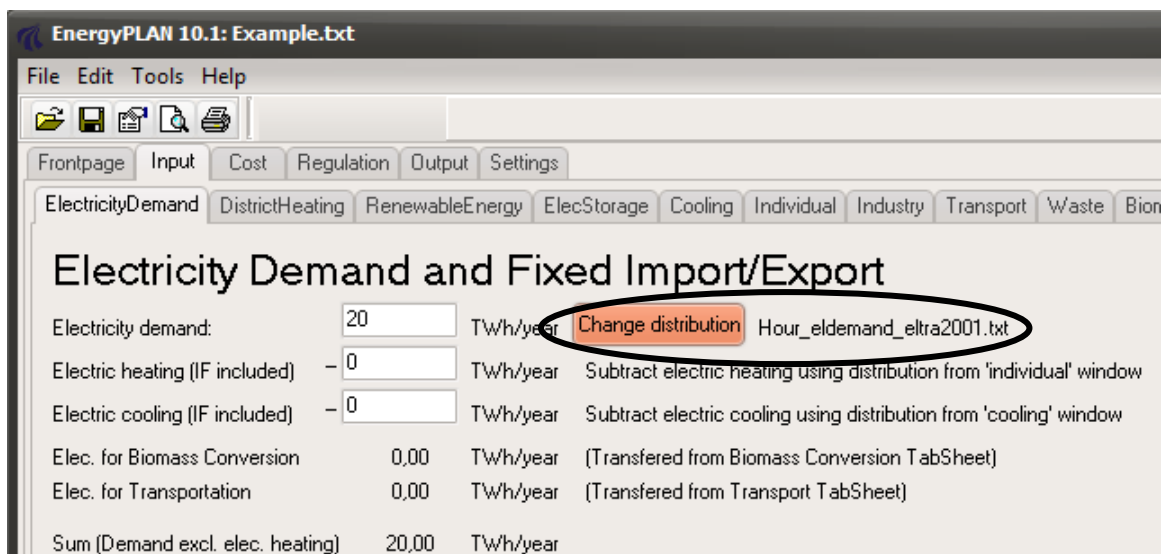 EnergyPLAN 10.1: Example.txt
File Edit Tools Help
Frontpage Input Cost Regulation Output Settings
ElectricityDemand DistrictHeating RenewableEnergy ElecStorage Cooling Individual Industry Transport Waste Biom
Electricity Demand and Fixed Import/Export
Electricity demand: 20 TWh/year Change distribution Hour_eldemand_eltra2001.txt
Electric heating (IF included) – 0 TWh/year Subtract electric heating using distribution from 'individual' window
Electric cooling (IF included) – 0 TWh/year Subtract electric cooling using distribution from 'cooling' window
Elec. for Biomass Conversion 0,00 TWh/year (Transfered from Biomass Conversion TabSheet)
Elec. for Transportation 0,00 TWh/year (Transfered from Transport TabSheet)
Sum (Demand excl. elec. heating) 20,00 TWh/year